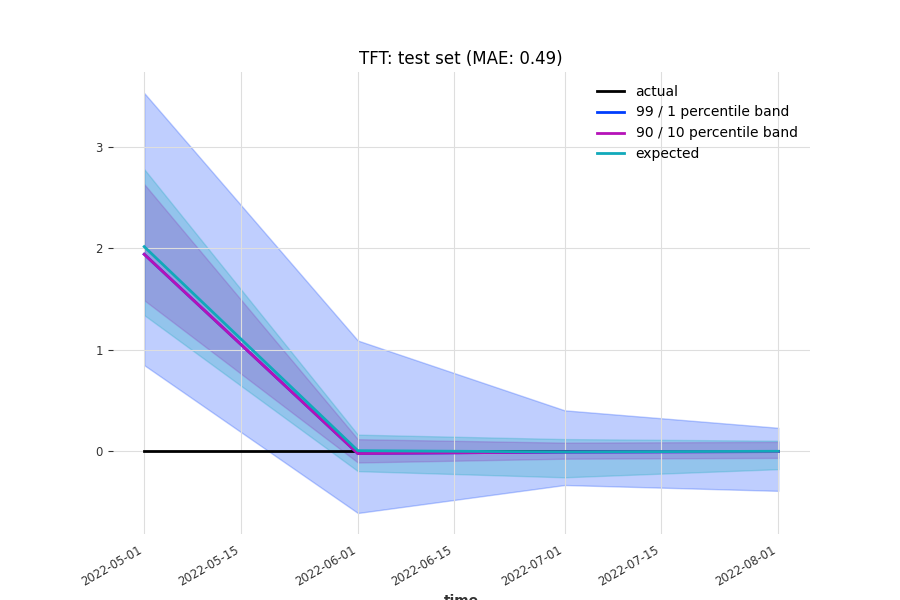 TFT: test set (MAE: 0.49)
actual
99 / 1 percentile band
90 / 10 percentile band
expected
3
2
1
0
2022-05-01
2022-05-15
2022-06-01
2022-06-15
2022-07-01
2022-07-15
2022-08-01
time